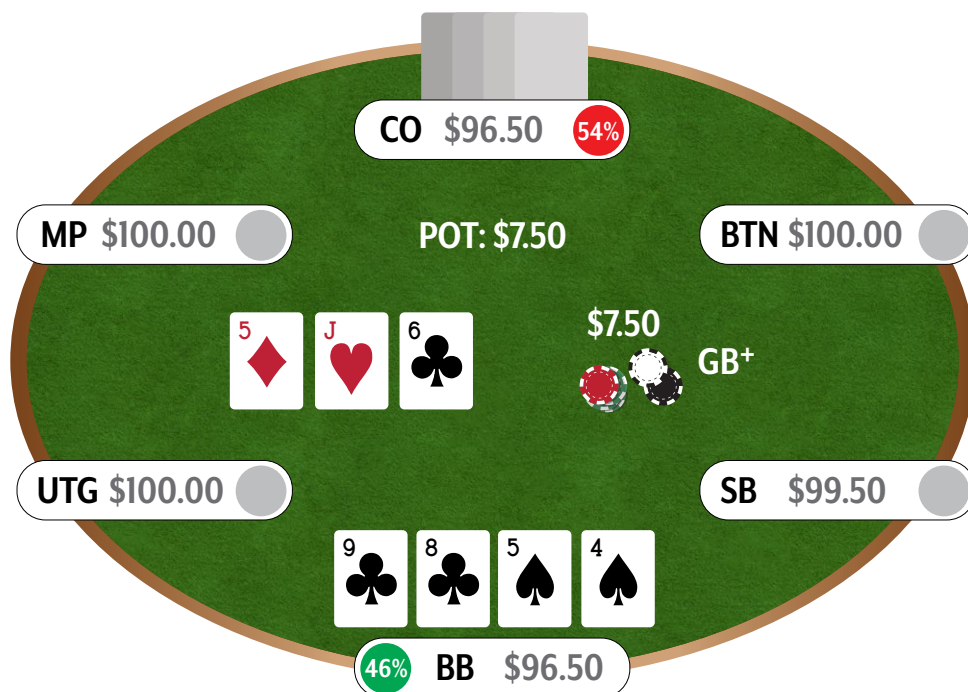 CO $96.50 54%
MP $100.00
POT: $7.50
BTN $100.00
5 J 6
$7.50
GB+
UTG $100.00
SB $99.50
9 8 5 4
46% BB $96.50